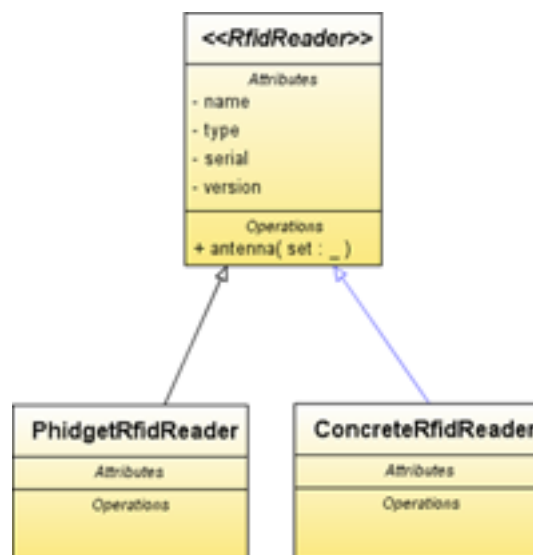 <<RfidReader>>
Attributes
- name
- type
- serial
- version
Operations
+ antenna( set : _ )
PhidgetRfidReader
Attributes
Operations
ConcreteRfidReader
Attributes
Operations